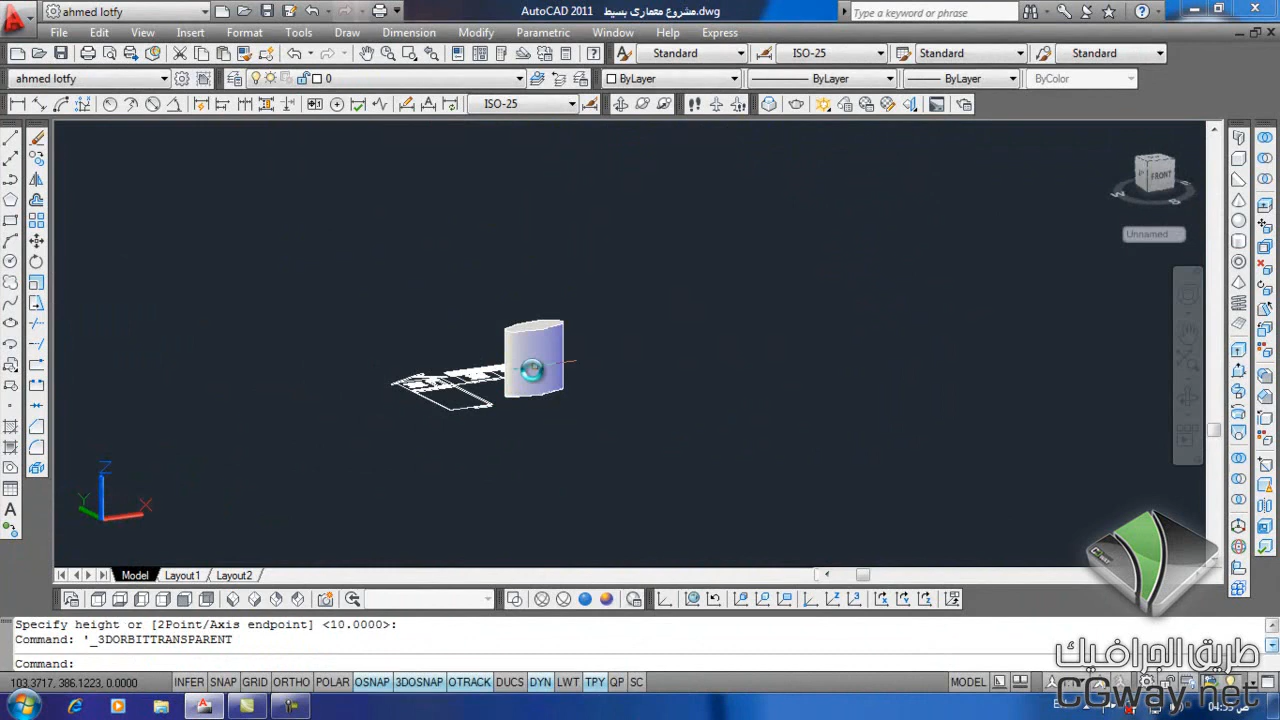 ahmed lotfy
AutoCAD 2011 مشروع معمارى بسيط.dwg
Type a keyword or phrase
File Edit View Insert Format Tools Draw Dimension Modify Parametric Window Help Express
Standard ISO-25 Standard Standard
ahmed lotfy 0 ByLayer ByLayer ByLayer ByColor
ISO-25
FRONT
W S
Unnamed
Z
Y X
Model Layout1 Layout2
X Y Z
Specify height or [2Point/Axis endpoint] <10.0000>:
Command: '_3DORBITTRANSPARENT
Command:
103.3717, 386.1223, 0.0000 INFER SNAP GRID ORTHO POLAR OSNAP 3DOSNAP OTRACK DUCS DYN LWT TPY QP SC MODEL
طريق الجرافيك
CGway.net